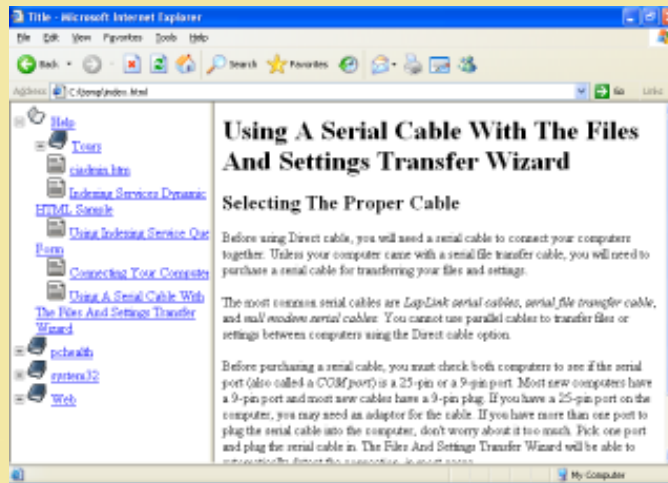 Title - Microsoft Internet Explorer
File Edit View Favorites Tools Help
Back Search Favorites
Address C:\temp\index.html Go Links
Help
Tours
ciadmin.htm
Indexing Services Dynamic
HTML Sample
Using Indexing Service Que
Form
Connecting Your Computer
Using A Serial Cable With
The Files And Settings Transfer
Wizard
pchealth
system32
Web
Using A Serial Cable With The Files
And Settings Transfer Wizard
Selecting The Proper Cable
Before using Direct cable, you will need a serial cable to connect your computers
together. Unless your computer came with a serial file transfer cable, you will need to
purchase a serial cable for transferring your files and settings.
The most common serial cables are LapLink serial cables, serial file transfer cable,
and null modem serial cables. You cannot use parallel cables to transfer files or
settings between computers using the Direct cable option.
Before purchasing a serial cable, you must check both computers to see if the serial
port (also called a COM port) is a 25-pin or a 9-pin port. Most new computers have
a 9-pin port and most new cables have a 9-pin plug. If you have a 25-pin port on the
computer, you may need an adaptor for the cable. If you have more than one port to
plug the serial cable into the computer, don't worry about it too much. Pick one port
and plug the serial cable in. The Files And Settings Transfer Wizard will be able to
automatically detect the connection, in most cases.
My Computer